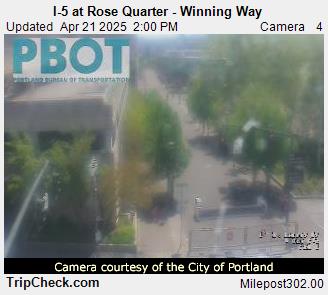 I-5 at Rose Quarter - Winning Way
Updated Apr 21 2025 2:00 PM Camera 4
PBOT
PORTLAND BUREAU OF TRANSPORTATION
Camera courtesy of the City of Portland
TripCheck.com Milepost302.00